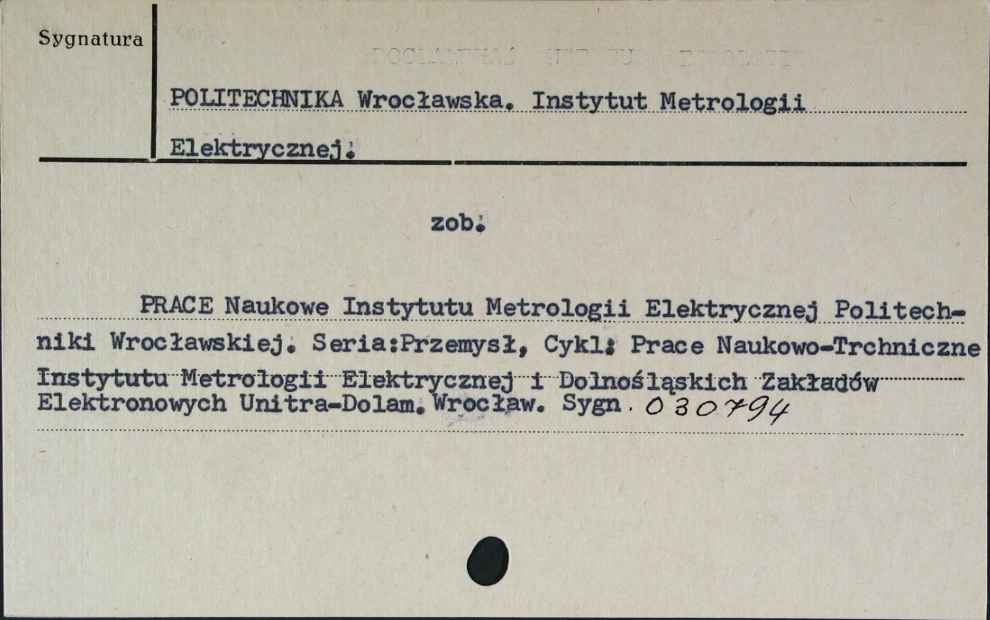 Sygnatura
POLITECHNIKA Wrocławska. Instytut Metrologii
Elektrycznej.
zob.
PRACE Naukowe Instytutu Metrologii Elektrycznej Politech-
niki Wrocławskiej. Seria:Przemysł, Cykl: Prace Naukowo-Trchniczne
Instytutu Metrologii Elektrycznej i Dolnośląskich Zakładów
Elektronowych Unitra-Dolam. Wrocław. Sygn. 030794